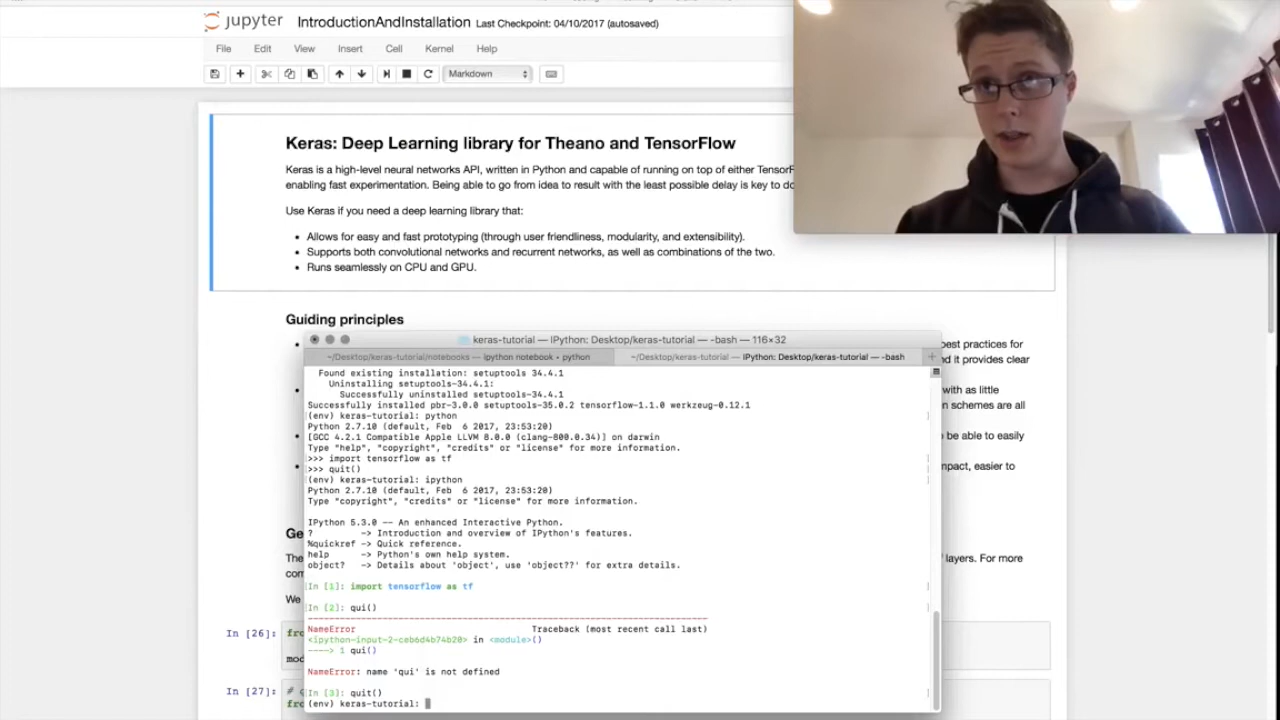 jupyter IntroductionAndInstallation Last Checkpoint: 04/10/2017 (autosaved)
File Edit View Insert Cell Kernel Help
Markdown
Keras: Deep Learning library for Theano and TensorFlow
Keras is a high-level neural networks API, written in Python and capable of running on top of either TensorF
enabling fast experimentation. Being able to go from idea to result with the least possible delay is key to do
Use Keras if you need a deep learning library that:
• Allows for easy and fast prototyping (through user friendliness, modularity, and extensibility).
• Supports both convolutional networks and recurrent networks, as well as combinations of the two.
• Runs seamlessly on CPU and GPU.
Guiding principles
est practices for
nd it provides clear
with as little
n schemes are all
o be able to easily
mpact, easier to
keras-tutorial — IPython: Desktop/keras-tutorial — -bash — 116×32
~/Desktop/keras-tutorial/notebooks — ipython notebook • python
~/Desktop/keras-tutorial — IPython: Desktop/keras-tutorial — -bash
Found existing installation: setuptools 34.4.1
Uninstalling setuptools-34.4.1:
Successfully uninstalled setuptools-34.4.1
Successfully installed pbr-3.0.0 setuptools-35.0.2 tensorflow-1.1.0 werkzeug-0.12.1
(env) keras-tutorial: python
Python 2.7.10 (default, Feb 6 2017, 23:53:20)
[GCC 4.2.1 Compatible Apple LLVM 8.0.0 (clang-800.0.34)] on darwin
Type "help", "copyright", "credits" or "license" for more information.
>>> import tensorflow as tf
>>> quit()
(env) keras-tutorial: ipython
Python 2.7.10 (default, Feb 6 2017, 23:53:20)
Type "copyright", "credits" or "license" for more information.
IPython 5.3.0 -- An enhanced Interactive Python.
? -> Introduction and overview of IPython's features.
%quickref -> Quick reference.
help -> Python's own help system.
object? -> Details about 'object', use 'object??' for extra details.
In [1]: import tensorflow as tf
In [2]: qui()
NameError Traceback (most recent call last)
<ipython-input-2-ceb6d4b74b20> in <module>()
----> 1 qui()
NameError: name 'qui' is not defined
In [3]: quit()
(env) keras-tutorial:
Ge
The
f layers. For more
com
We
In [26]: fro
mod
In [27]: #
fro